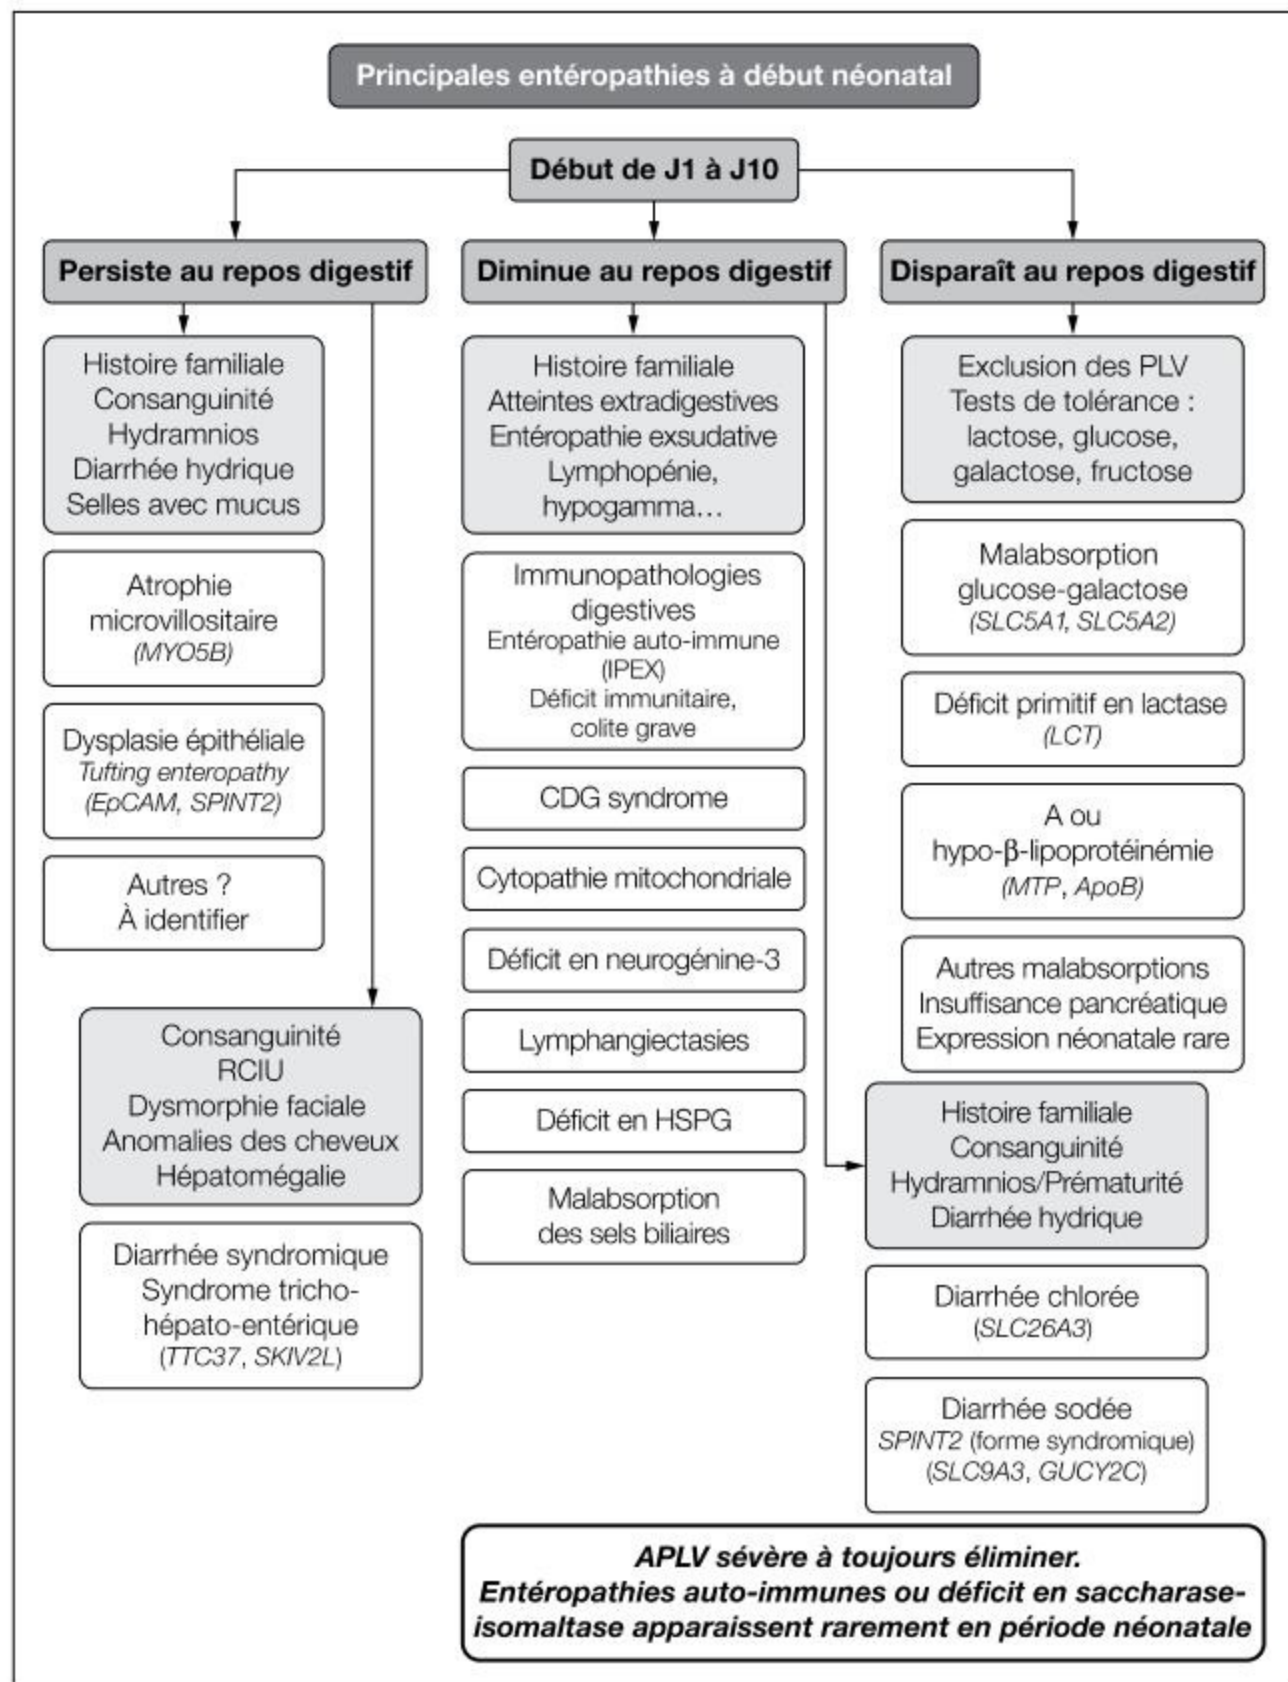 Principales entéropathies à début néonatal
Début de J1 à J10
Persiste au repos digestif
Histoire familiale
Consanguinité
Hydramnios
Diarrhée hydrique
Selles avec mucus
Atrophie
microvillositaire
(MYO5B)
Dysplasie épithéliale
Tufting enteropathy
(EpCAM, SPINT2)
Autres ?
À identifier
Consanguinité
RCIU
Dysmorphie faciale
Anomalies des cheveux
Hépatomégalie
Diarrhée syndromique
Syndrome tricho-
hépato-entérique
(TTC37, SKIV2L)
Diminue au repos digestif
Histoire familiale
Atteintes extradigestives
Entéropathie exsudative
Lymphopénie,
hypogamma…
Immunopathologies
digestives
Entéropathie auto-immune
(IPEX)
Déficit immunitaire,
colite grave
CDG syndrome
Cytopathie mitochondriale
Déficit en neurogénine-3
Lymphangiectasies
Déficit en HSPG
Malabsorption
des sels biliaires
Disparaît au repos digestif
Exclusion des PLV
Tests de tolérance :
lactose, glucose,
galactose, fructose
Malabsorption
glucose-galactose
(SLC5A1, SLC5A2)
Déficit primitif en lactase
(LCT)
A ou
hypo-β-lipoprotéinémie
(MTP, ApoB)
Autres malabsorptions
Insuffisance pancréatique
Expression néonatale rare
Histoire familiale
Consanguinité
Hydramnios/Prématurité
Diarrhée hydrique
Diarrhée chlorée
(SLC26A3)
Diarrhée sodée
SPINT2 (forme syndromique)
(SLC9A3, GUCY2C)
APLV sévère à toujours éliminer.
Entéropathies auto-immunes ou déficit en saccharase-
isomaltase apparaissent rarement en période néonatale